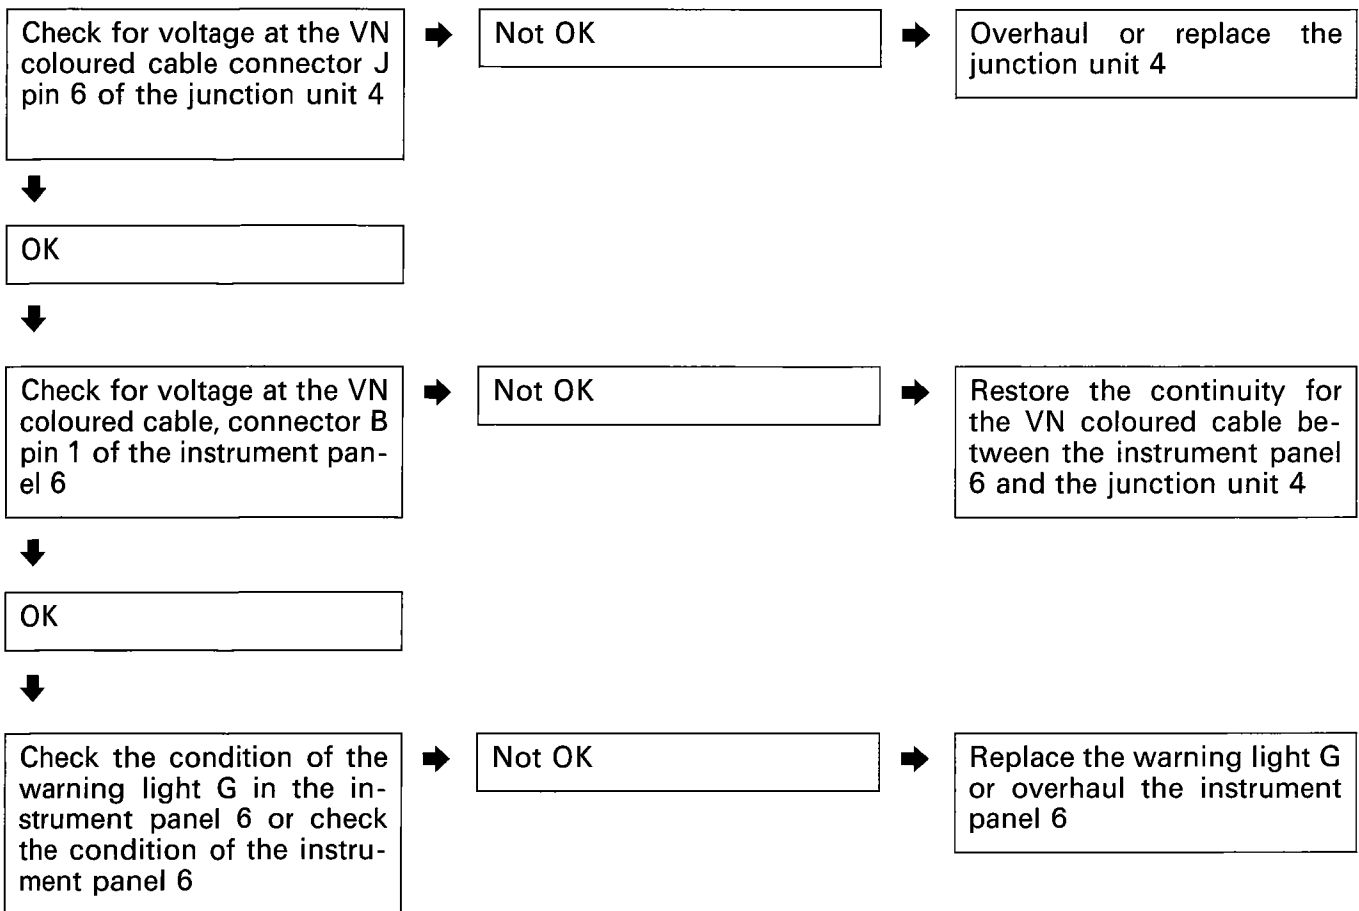 Check for voltage at the VN
coloured cable connector J
pin 6 of the junction unit 4
Not OK
Overhaul or replace the
junction unit 4
OK
Check for voltage at the VN
coloured cable, connector B
pin 1 of the instrument pan-
el 6
Not OK
Restore the continuity for
the VN coloured cable be-
tween the instrument panel
6 and the junction unit 4
OK
Check the condition of the
warning light G in the in-
strument panel 6 or check
the condition of the instru-
ment panel 6
Not OK
Replace the warning light G
or overhaul the instrument
panel 6